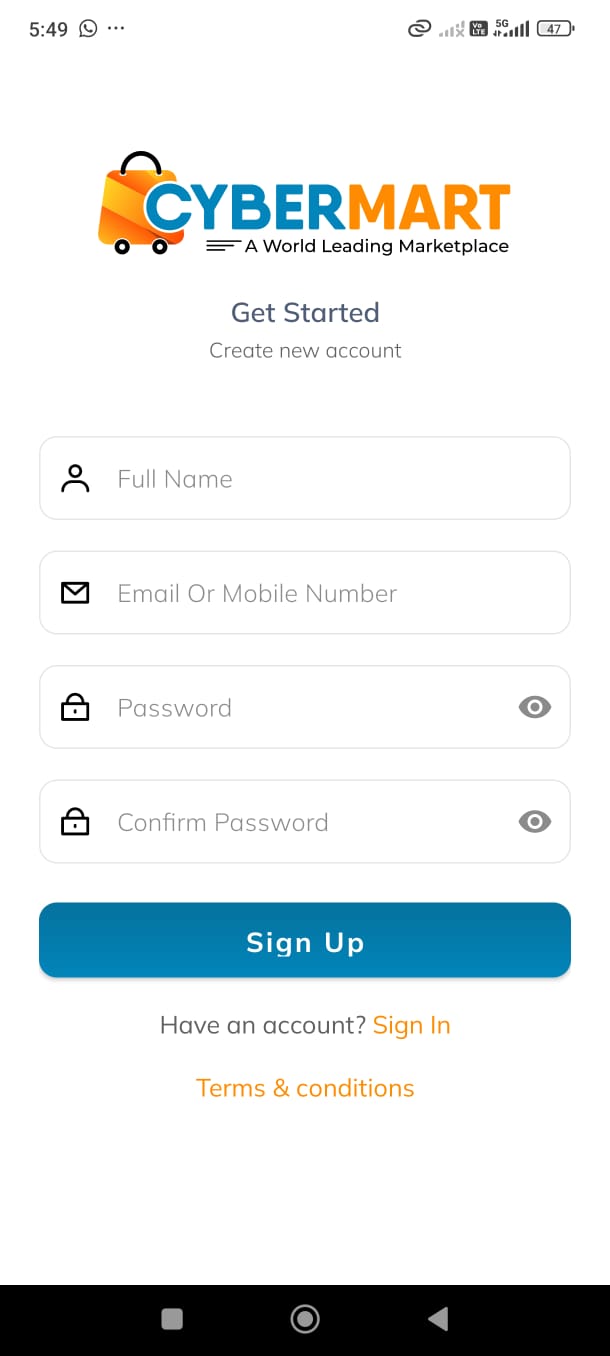 5:49 ... Vo LTE 5G 47
CYBERMART
A World Leading Marketplace
Get Started
Create new account
Full Name
Email Or Mobile Number
Password
Confirm Password
Sign Up
Have an account? Sign In
Terms & conditions